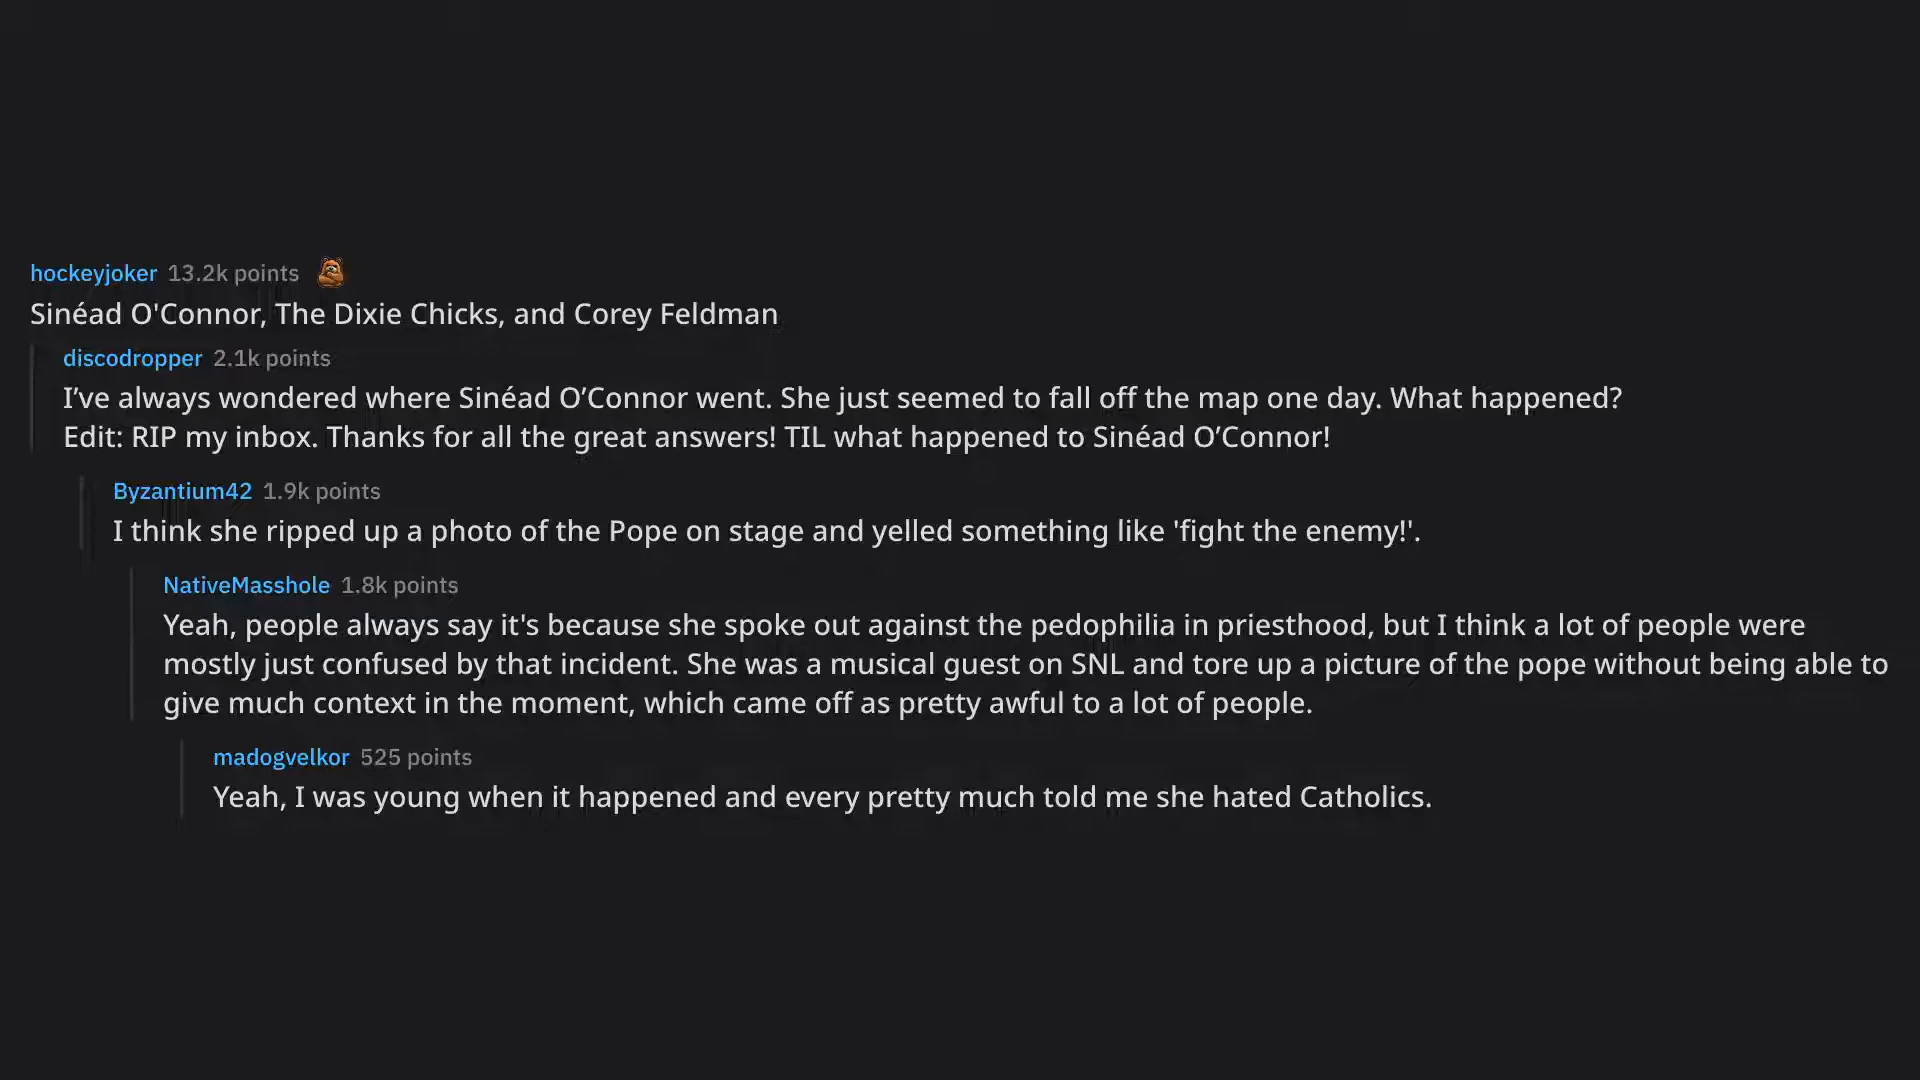 hockeyjoker 13.2k points
Sinéad O'Connor, The Dixie Chicks, and Corey Feldman
discodropper 2.1k points
I’ve always wondered where Sinéad O’Connor went. She just seemed to fall off the map one day. What happened?
Edit: RIP my inbox. Thanks for all the great answers! TIL what happened to Sinéad O’Connor!
Byzantium42 1.9k points
I think she ripped up a photo of the Pope on stage and yelled something like 'fight the enemy!'.
NativeMasshole 1.8k points
Yeah, people always say it's because she spoke out against the pedophilia in priesthood, but I think a lot of people were
mostly just confused by that incident. She was a musical guest on SNL and tore up a picture of the pope without being able to
give much context in the moment, which came off as pretty awful to a lot of people.
madogvelkor 525 points
Yeah, I was young when it happened and every pretty much told me she hated Catholics.